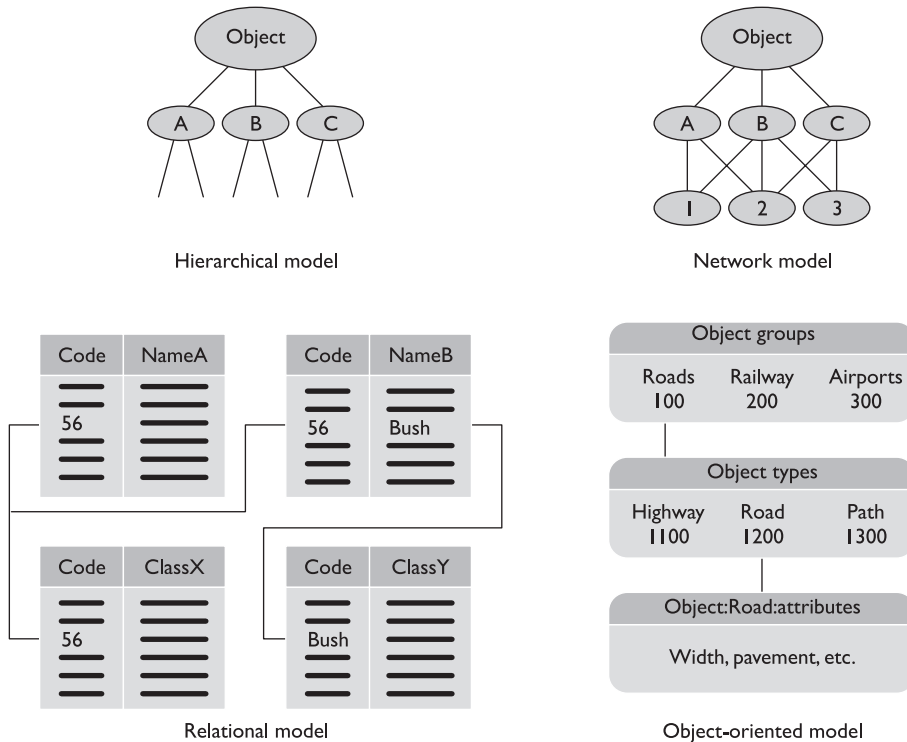 Object
A B C
Hierarchical model
Object
A B C
1 2 3
Network model
Code NameA
56
Code NameB
56 Bush
Code ClassX
56
Code ClassY
Bush
Relational model
Object groups
Roads Railway Airports
100 200 300
Object types
Highway Road Path
1100 1200 1300
Object:Road:attributes
Width, pavement, etc.
Object-oriented model